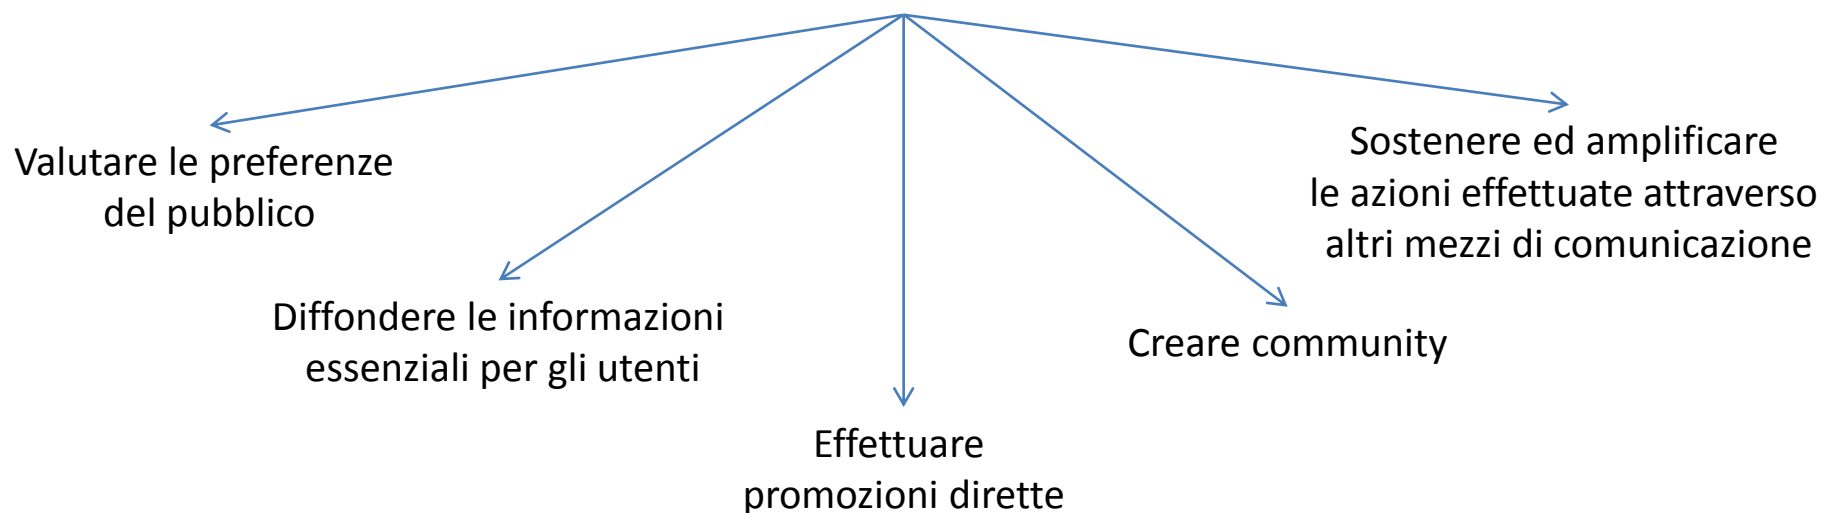 Valutare le preferenze
del pubblico
Diffondere le informazioni
essenziali per gli utenti
Effettuare
promozioni dirette
Creare community
Sostenere ed amplificare
le azioni effettuate attraverso
altri mezzi di comunicazione